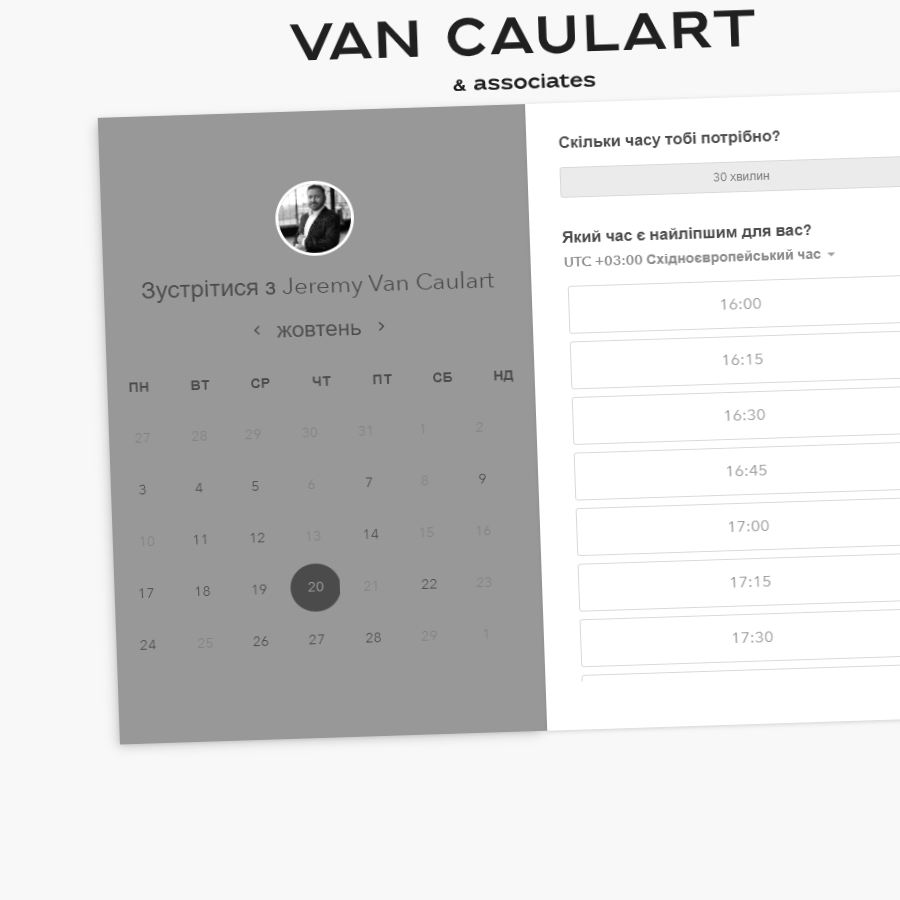 VAN CAULART
& associates
Зустрітися з Jeremy Van Caulart
‹ жовтень ›
ПН ВТ СР ЧТ ПТ СБ НД
27 28 29 30 31 1 2
3 4 5 6 7 8 9
10 11 12 13 14 15 16
17 18 19 20 21 22 23
24 25 26 27 28 29 1
Скільки часу тобі потрібно?
30 хвилин
Який час є найліпшим для вас?
UTC +03:00 Східноєвропейський час
16:00
16:15
16:30
16:45
17:00
17:15
17:30